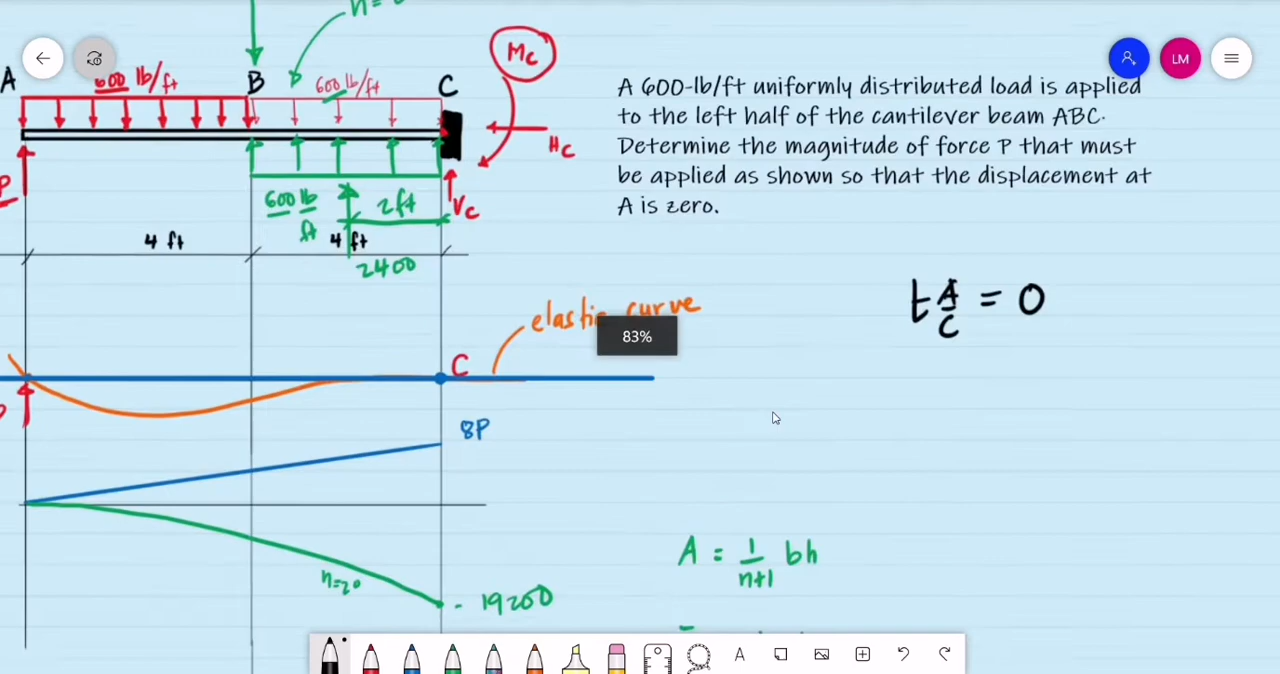 n=
A
600 lb/ft
B
600 lb/ft
C
Mc
Hc
P
600 lb
ft
2ft
Vc
4 ft
4 ft
2400
LM
A 600-lb/ft uniformly distributed load is applied
to the left half of the cantilever beam ABC.
Determine the magnitude of force P that must
be applied as shown so that the displacement at
A is zero.
t A/C = 0
elastic curve
83%
C
P
8P
n=2°
- 19200
A = 1/n+1 bh
=
A